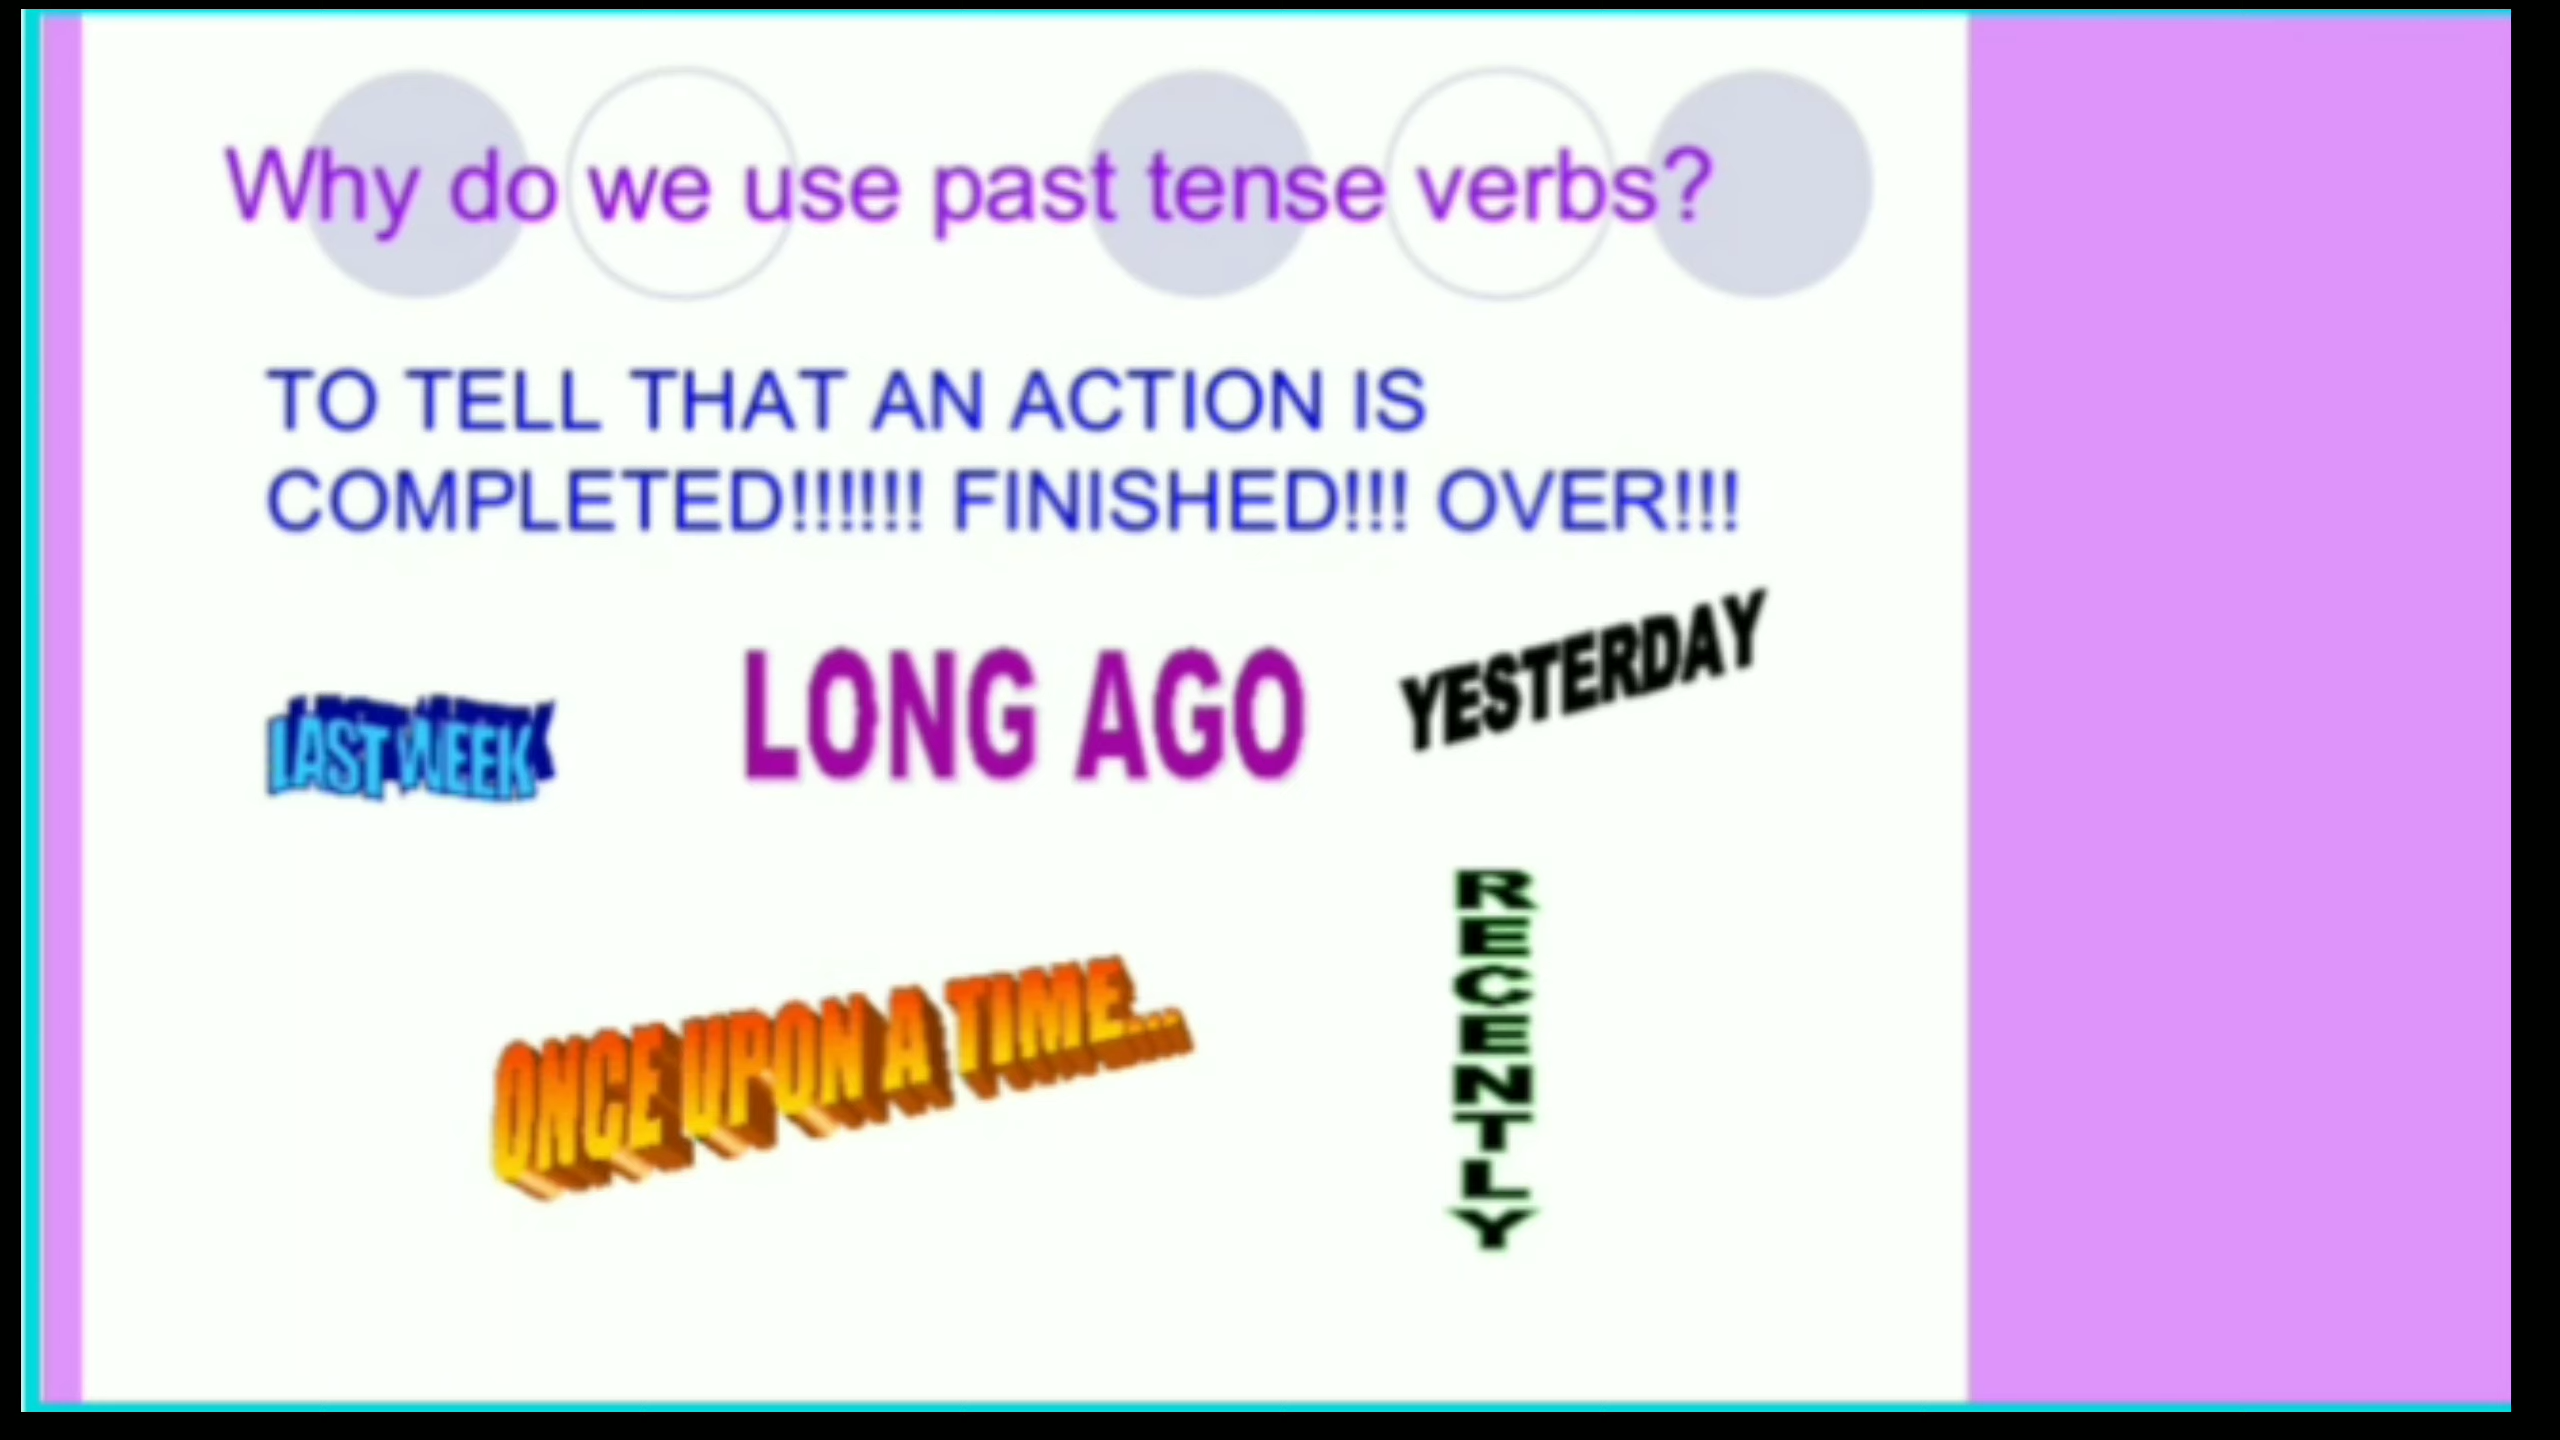 Why do we use past tense verbs?
TO TELL THAT AN ACTION IS
COMPLETED!!!!!! FINISHED!!! OVER!!!
LAST WEEK
LONG AGO
YESTERDAY
ONCE UPON A TIME...
RECENTLY